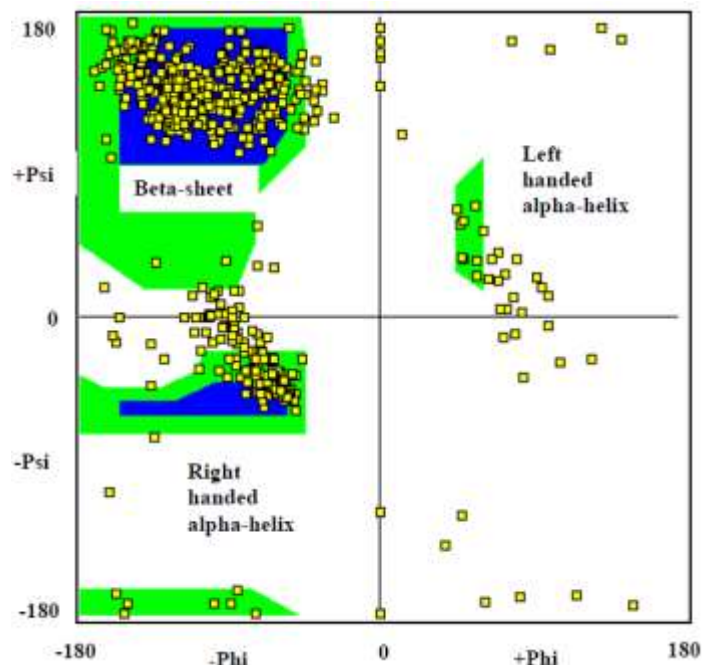 180
+Psi
Beta-sheet
Left
handed
alpha-helix
0
-Psi
Right
handed
alpha-helix
-180
-180
-Phi
0
+Phi
180